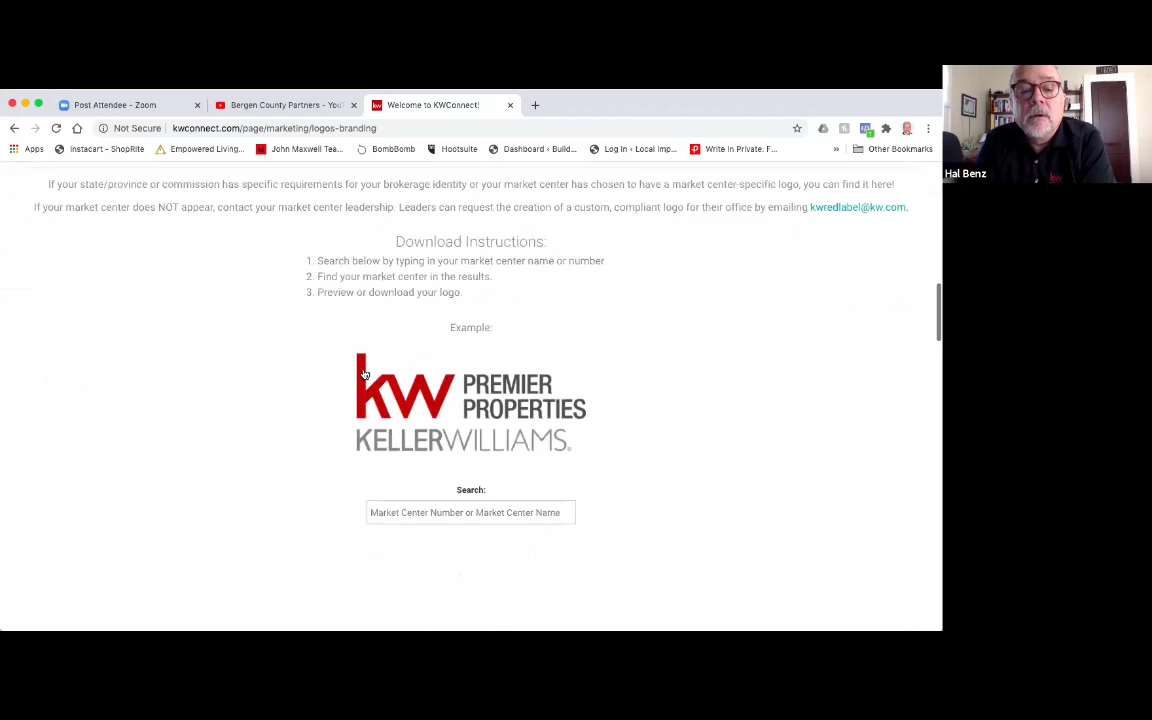 Post Attendee - Zoom
Bergen County Partners - YouT
Welcome to KWConnect!
Not Secure
kwconnect.com/page/marketing/logos-branding
Apps
Instacart - ShopRite
Empowered Living...
John Maxwell Tea...
BombBomb
Hootsuite
Dashboard ‹ Build...
Log In ‹ Local Imp...
Write In Private: F...
»
Other Bookmarks
Hal Benz
If your state/province or commission has specific requirements for your brokerage identity or your market center has chosen to have a market center-specific logo, you can find it here!
If your market center does NOT appear, contact your market center leadership. Leaders can request the creation of a custom, compliant logo for their office by emailing kwredlabel@kw.com.
Download Instructions:
1. Search below by typing in your market center name or number
2. Find your market center in the results.
3. Preview or download your logo.
Example:
kw PREMIER
PROPERTIES
KELLERWILLIAMS.
Search:
Market Center Number or Market Center Name